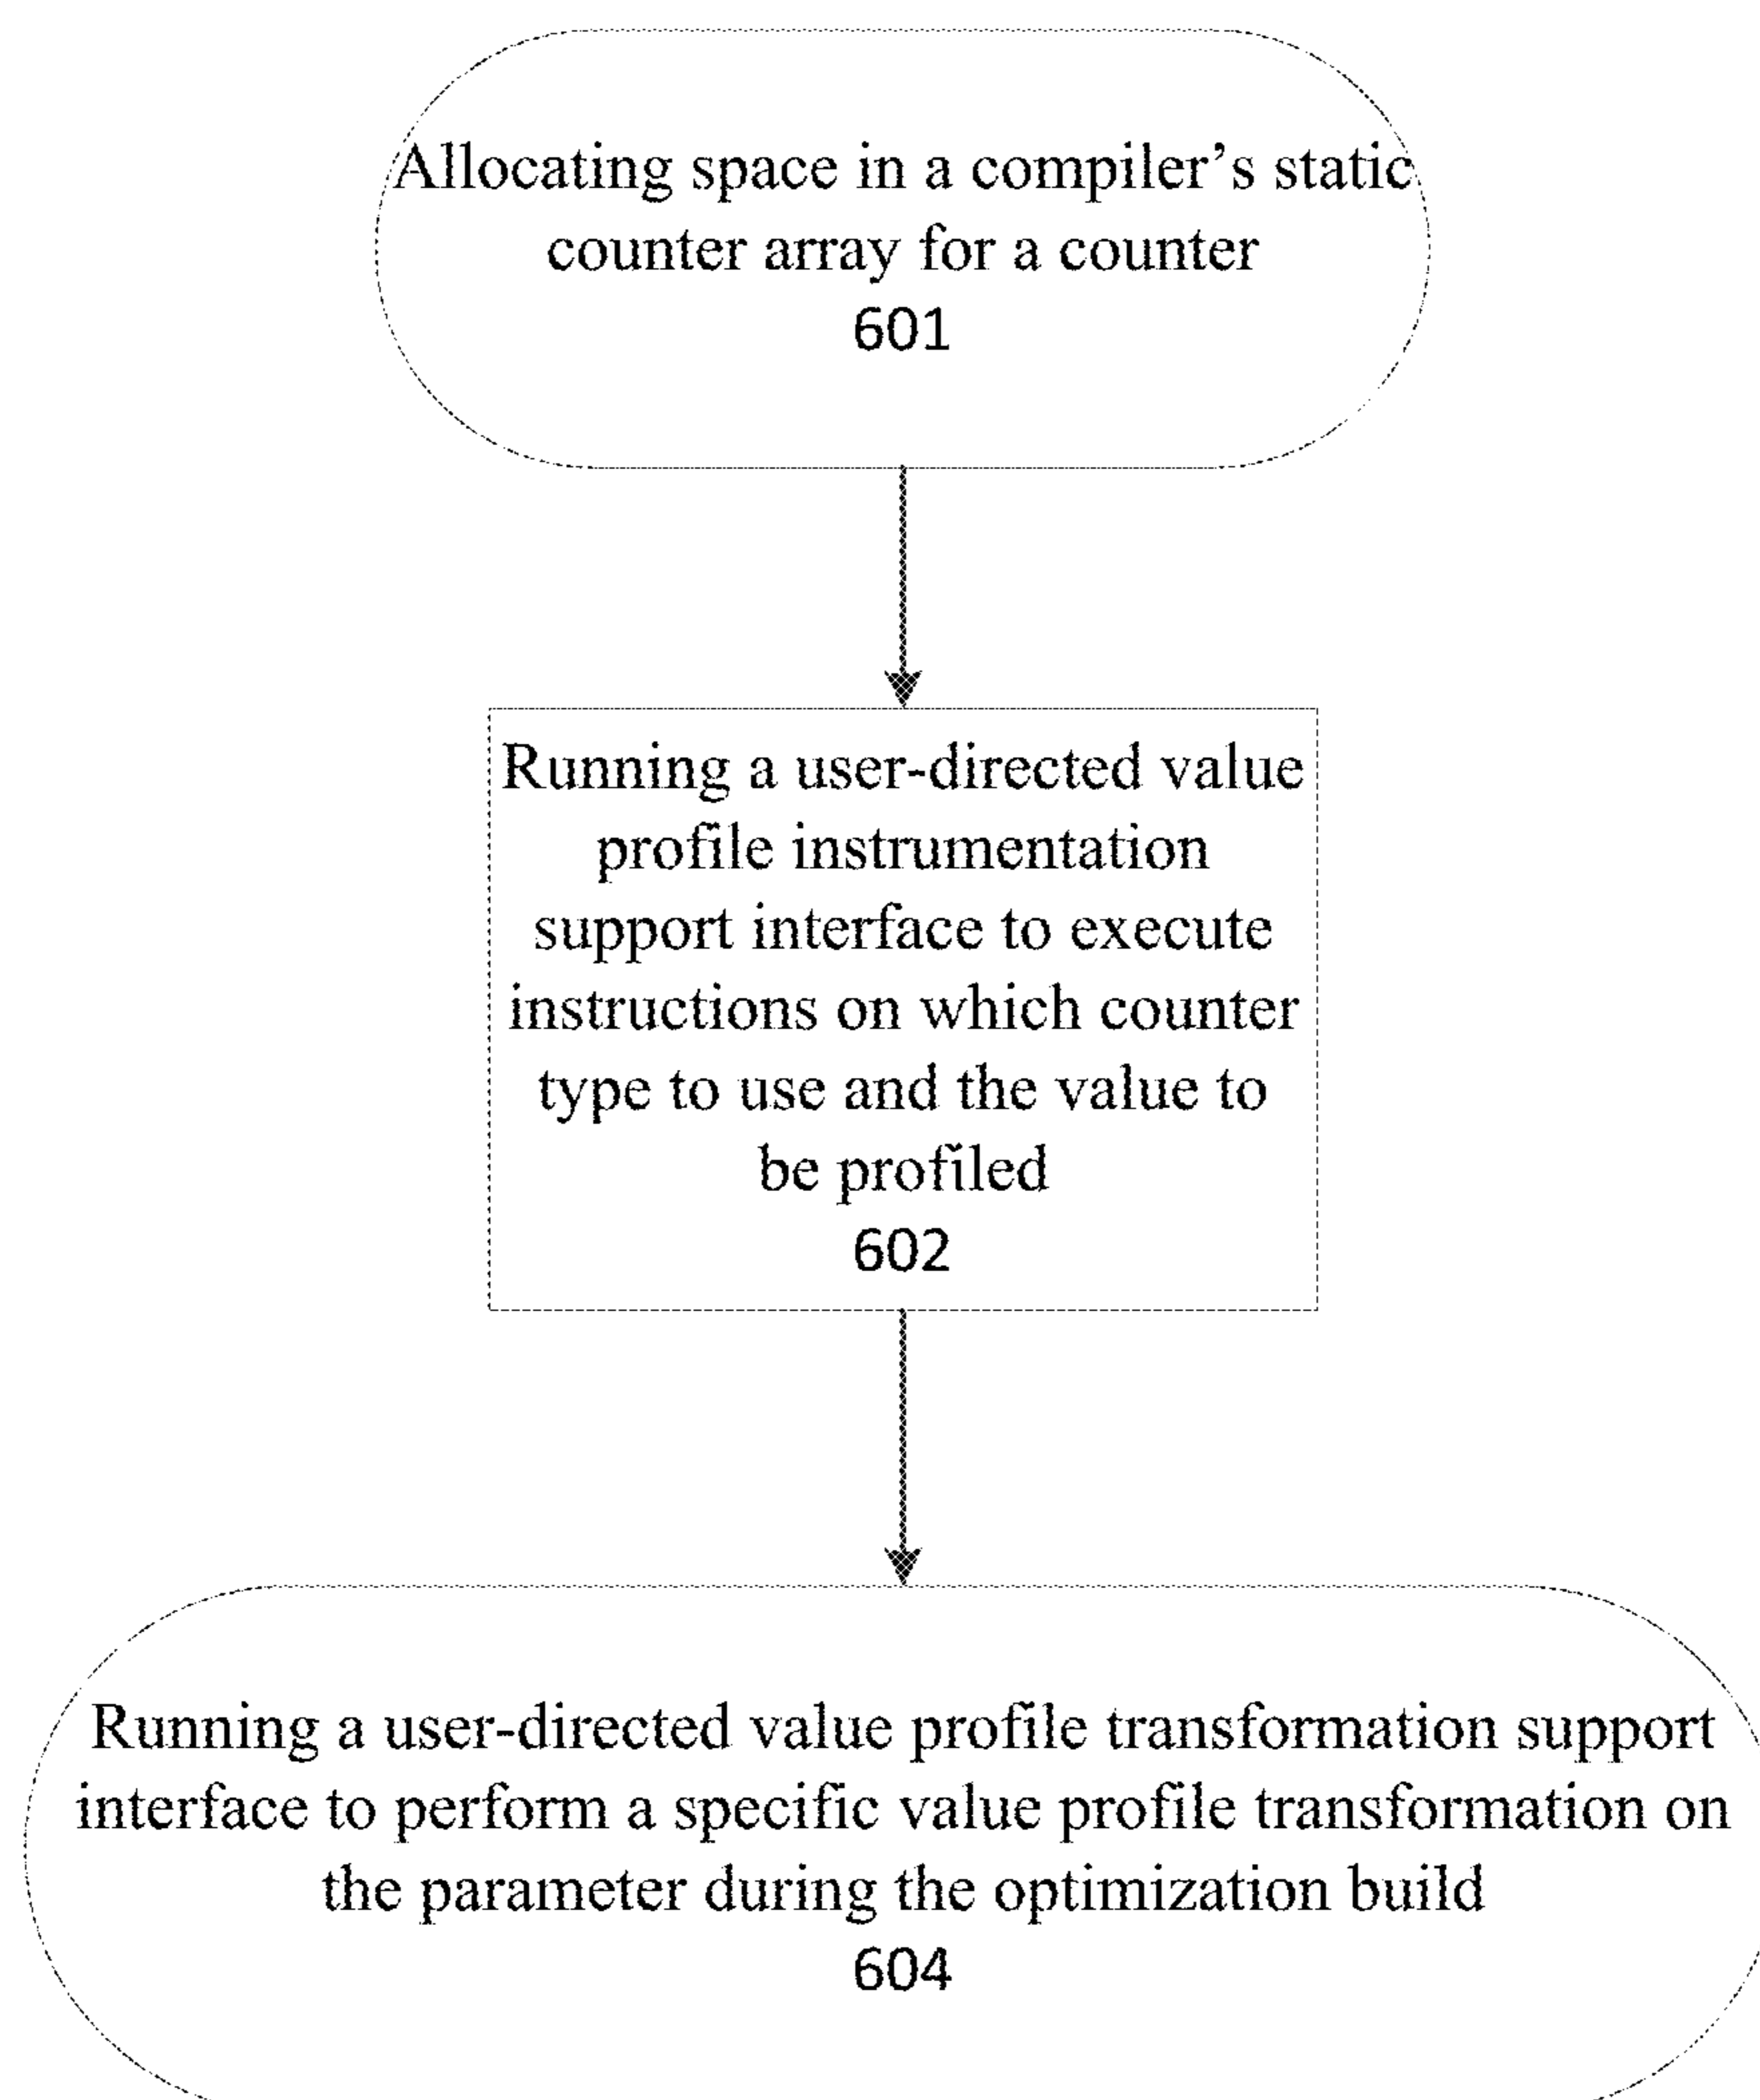 Allocating space in a compiler’s static
counter array for a counter
601
Running a user-directed value
profile instrumentation
support interface to execute
instructions on which counter
type to use and the value to
be profiled
602
Running a user-directed value profile transformation support
interface to perform a specific value profile transformation on
the parameter during the optimization build
604